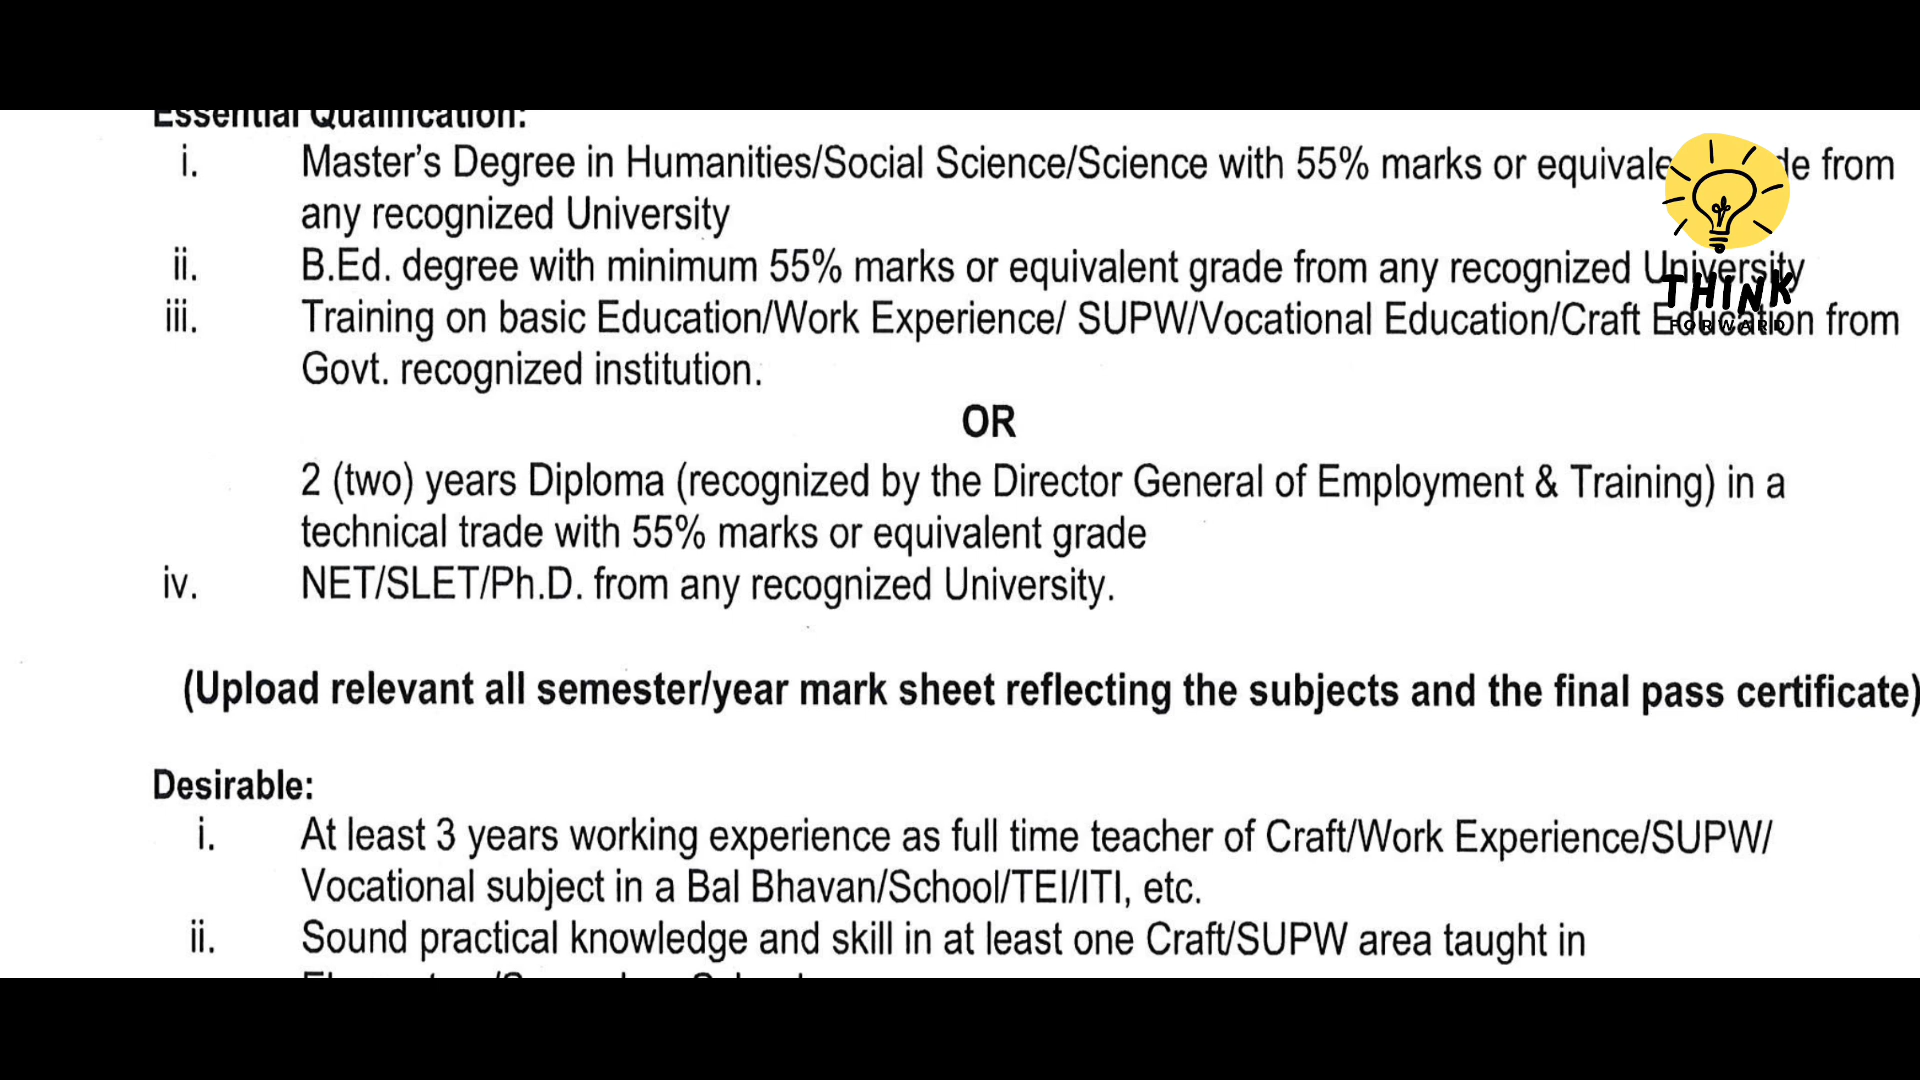 Essential Qualification:
i. Master's Degree in Humanities/Social Science/Science with 55% marks or equivale de from
any recognized University
ii. B.Ed. degree with minimum 55% marks or equivalent grade from any recognized University
iii. Training on basic Education/Work Experience/ SUPW/Vocational Education/Craft Education from
Govt. recognized institution.
OR
2 (two) years Diploma (recognized by the Director General of Employment & Training) in a
technical trade with 55% marks or equivalent grade
iv. NET/SLET/Ph.D. from any recognized University.
(Upload relevant all semester/year mark sheet reflecting the subjects and the final pass certificate)
Desirable:
i. At least 3 years working experience as full time teacher of Craft/Work Experience/SUPW/
Vocational subject in a Bal Bhavan/School/TEI/ITI, etc.
ii. Sound practical knowledge and skill in at least one Craft/SUPW area taught in
THINK
FORWARD